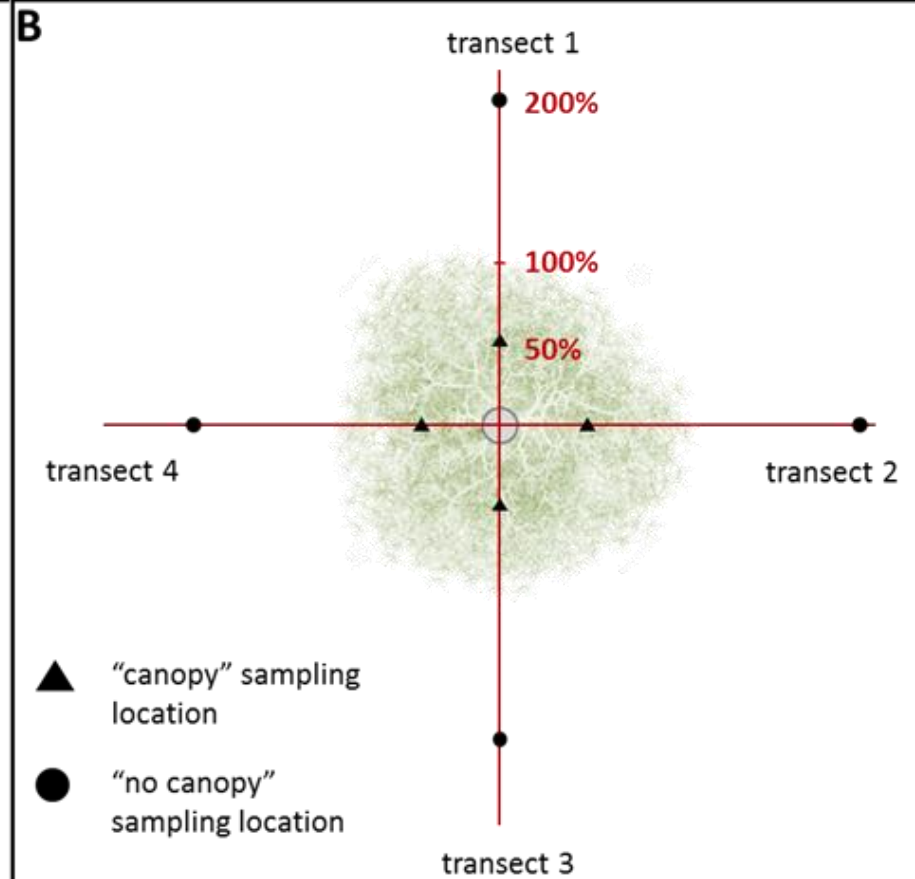 B
transect 1
200%
100%
50%
transect 4
transect 2
“canopy” sampling
location
“no canopy”
sampling location
transect 3